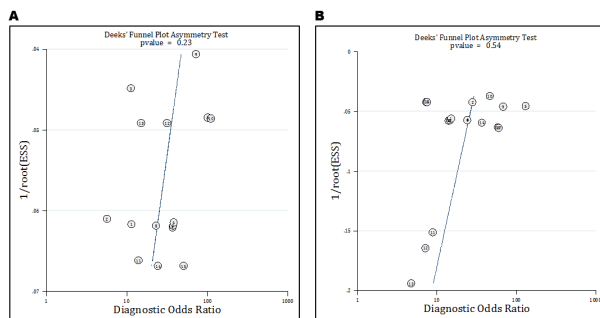 A
Deeks' Funnel Plot Asymmetry Test
pvalue = 0.23
.04
.05
.06
.07
1/root(ESS)
1
10
100
1000
Diagnostic Odds Ratio
B
Deeks' Funnel Plot Asymmetry Test
pvalue = 0.54
0
.05
.1
.15
.2
1/root(ESS)
1
10
100
1000
Diagnostic Odds Ratio